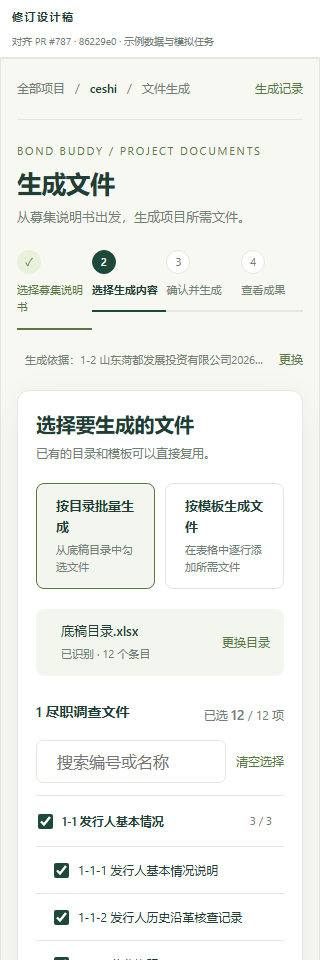 修订设计稿
对齐 PR #787 · 86229e0 · 示例数据与模拟任务
全部项目 / ceshi / 文件生成 生成记录
BOND BUDDY / PROJECT DOCUMENTS
生成文件
从募集说明书出发，生成项目所需文件。
✓ 2 3 4
选择募集说明书 选择生成内容 确认并生成 查看成果
生成依据：1-2 山东菏都发展投资有限公司2026... 更换
选择要生成的文件
已有的目录和模板可以直接复用。
按目录批量生成
从底稿目录中勾选文件
按模板生成文件
在表格中逐行添加所需文件
底稿目录.xlsx
已识别 · 12 个条目
更换目录
1 尽职调查文件 已选 12 / 12 项
搜索编号或名称 清空选择
1-1 发行人基本情况 3 / 3
1-1-1 发行人基本情况说明
1-1-2 发行人历史沿革核查记录